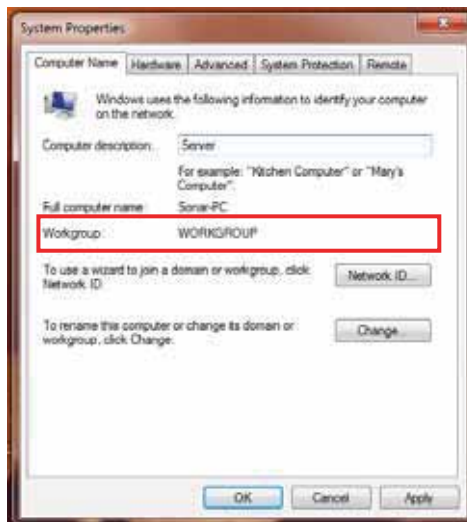 System Properties
Computer Name Hardware Advanced System Protection Remote
Windows uses the following information to identify your computer
on the network.
Computer description: Server
For example: "Kitchen Computer" or "Mary's
Computer".
Full computer name: Sonar-PC
Workgroup: WORKGROUP
To use a wizard to join a domain or workgroup, click
Network ID.
Network ID...
To rename this computer or change its domain or
workgroup, click Change.
Change...
OK Cancel Apply